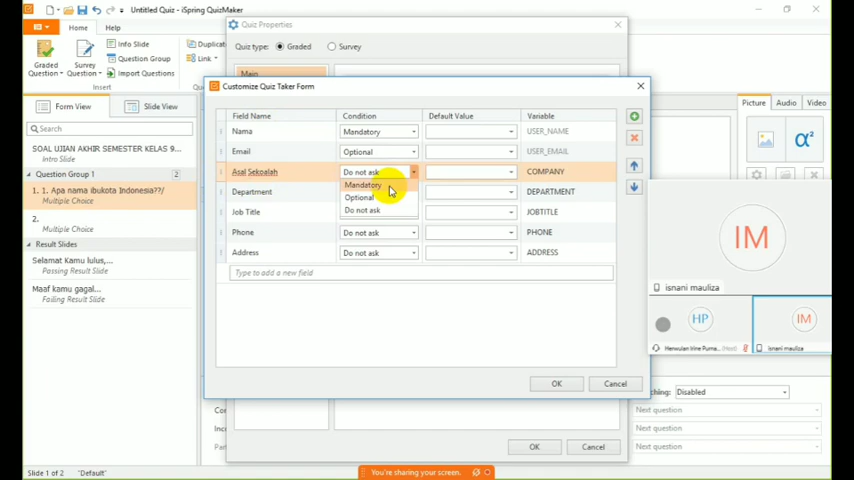 Untitled Quiz - iSpring QuizMaker
Home
Help
Graded
Question
Survey
Question
Info Slide
Question Group
Import Questions
Insert
Duplicate
Link
Form View
Slide View
Search
SOAL UJIAN AKHIR SEMESTER KELAS 9...
Intro Slide
Question Group 1
2
1. 1. Apa nama ibukota Indonesia??/
Multiple Choice
2.
Multiple Choice
Result Slides
Selamat Kamu lulus,...
Passing Result Slide
Maaf kamu gagal...
Failing Result Slide
Slide 1 of 2
"Default"
Quiz Properties
Quiz type:
Graded
Survey
Main
Customize Quiz Taker Form
Field Name
Condition
Default Value
Variable
Nama
Mandatory
USER_NAME
Email
Optional
USER_EMAIL
Asal Sekoalah
Do not ask
COMPANY
Mandatory
Department
DEPARTMENT
Optional
Job Title
Do not ask
JOBTITLE
Phone
Do not ask
PHONE
Address
Do not ask
ADDRESS
Type to add a new field
OK
Cancel
OK
Cancel
Picture
Audio
Video
IM
isnani mauliza
HP
IM
isnani mauliza
Disabled
Next question
Next question
Next question
You're sharing your screen.